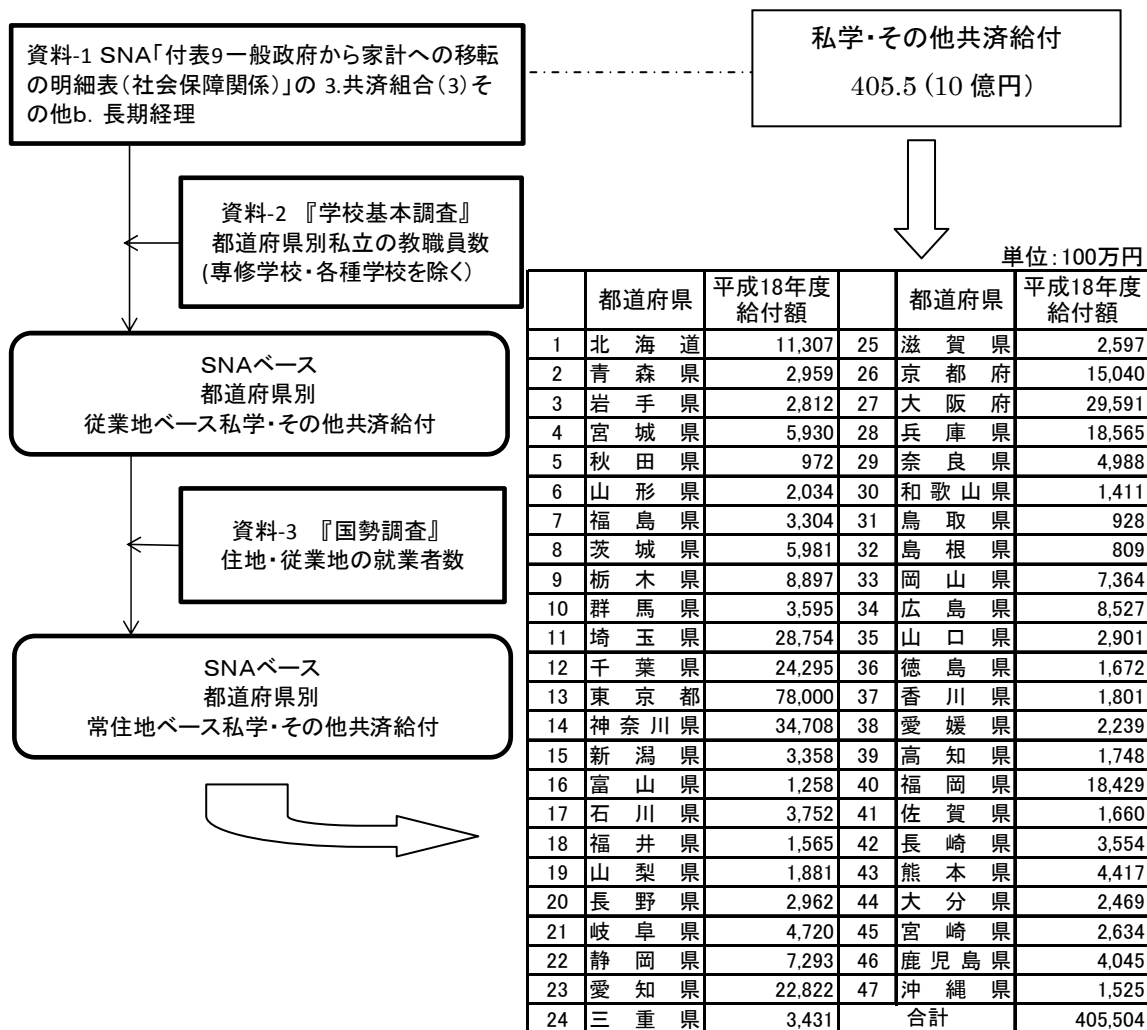 資料-1 SNA「付表9一般政府から家計への移転
の明細表(社会保障関係)」の 3.共済組合(3)そ
の他b. 長期経理
私学・その他共済給付
405.5 (10 億円)
資料-2 『学校基本調査』
都道府県別私立の教職員数
(専修学校・各種学校を除く)
SNAベース
都道府県別
従業地ベース私学・その他共済給付
資料-3 『国勢調査』
住地・従業地の就業者数
SNAベース
都道府県別
常住地ベース私学・その他共済給付
単位:100万円
都道府県 平成18年度 都道府県 平成18年度
給付額 給付額
1 北海道 11,307 25 滋賀県 2,597
2 青森県 2,959 26 京都府 15,040
3 岩手県 2,812 27 大阪府 29,591
4 宮城県 5,930 28 兵庫県 18,565
5 秋田県 972 29 奈良県 4,988
6 山形県 2,034 30 和歌山県 1,411
7 福島県 3,304 31 鳥取県 928
8 茨城県 5,981 32 島根県 809
9 栃木県 8,897 33 岡山県 7,364
10 群馬県 3,595 34 広島県 8,527
11 埼玉県 28,754 35 山口県 2,901
12 千葉県 24,295 36 徳島県 1,672
13 東京都 78,000 37 香川県 1,801
14 神奈川県 34,708 38 愛媛県 2,239
15 新潟県 3,358 39 高知県 1,748
16 富山県 1,258 40 福岡県 18,429
17 石川県 3,752 41 佐賀県 1,660
18 福井県 1,565 42 長崎県 3,554
19 山梨県 1,881 43 熊本県 4,417
20 長野県 2,962 44 大分県 2,469
21 岐阜県 4,720 45 宮崎県 2,634
22 静岡県 7,293 46 鹿児島県 4,045
23 愛知県 22,822 47 沖縄県 1,525
24 三重県 3,431 合計 405,504